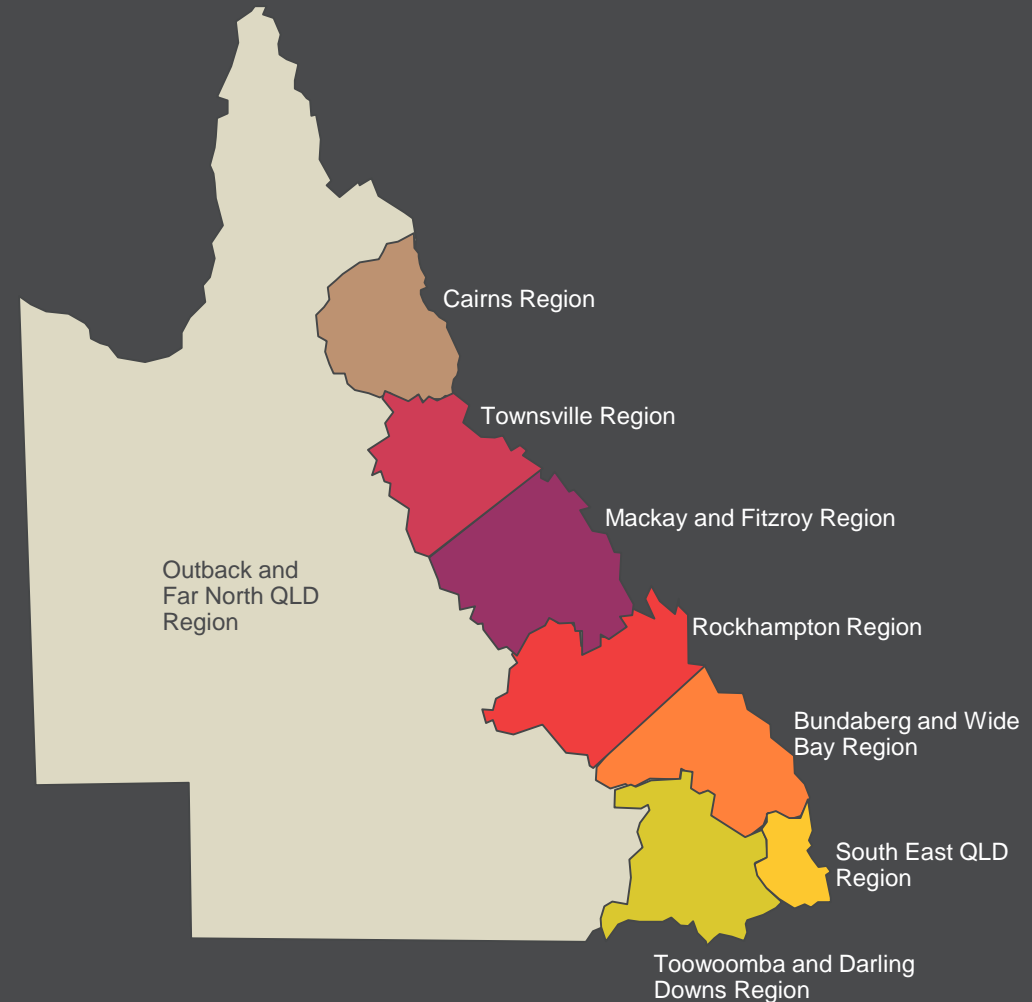 Cairns Region
Townsville Region
Mackay and Fitzroy Region
Outback and
Far North QLD
Region
Rockhampton Region
Bundaberg and Wide
Bay Region
South East QLD
Region
Toowoomba and Darling
Downs Region